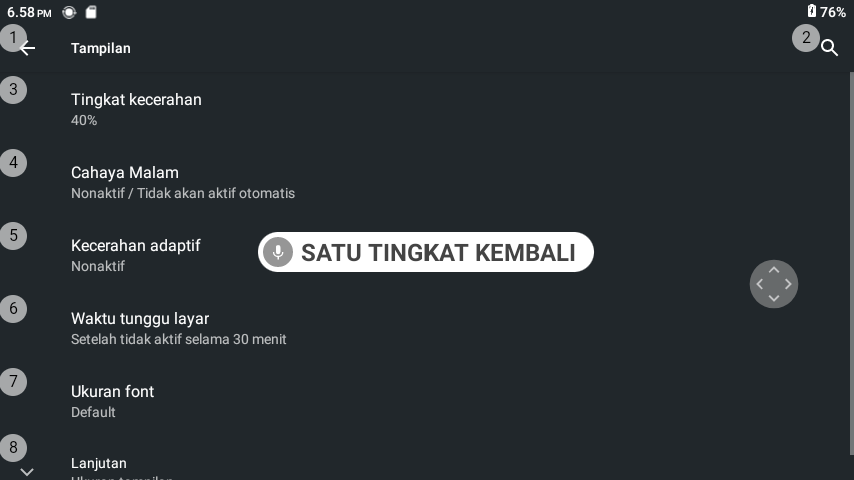 6.58 PM
76%
1
Tampilan
2
3
Tingkat kecerahan
40%
4
Cahaya Malam
Nonaktif / Tidak akan aktif otomatis
5
Kecerahan adaptif
Nonaktif
SATU TINGKAT KEMBALI
6
Waktu tunggu layar
Setelah tidak aktif selama 30 menit
7
Ukuran font
Default
8
Lanjutan
Ukuran tampilan